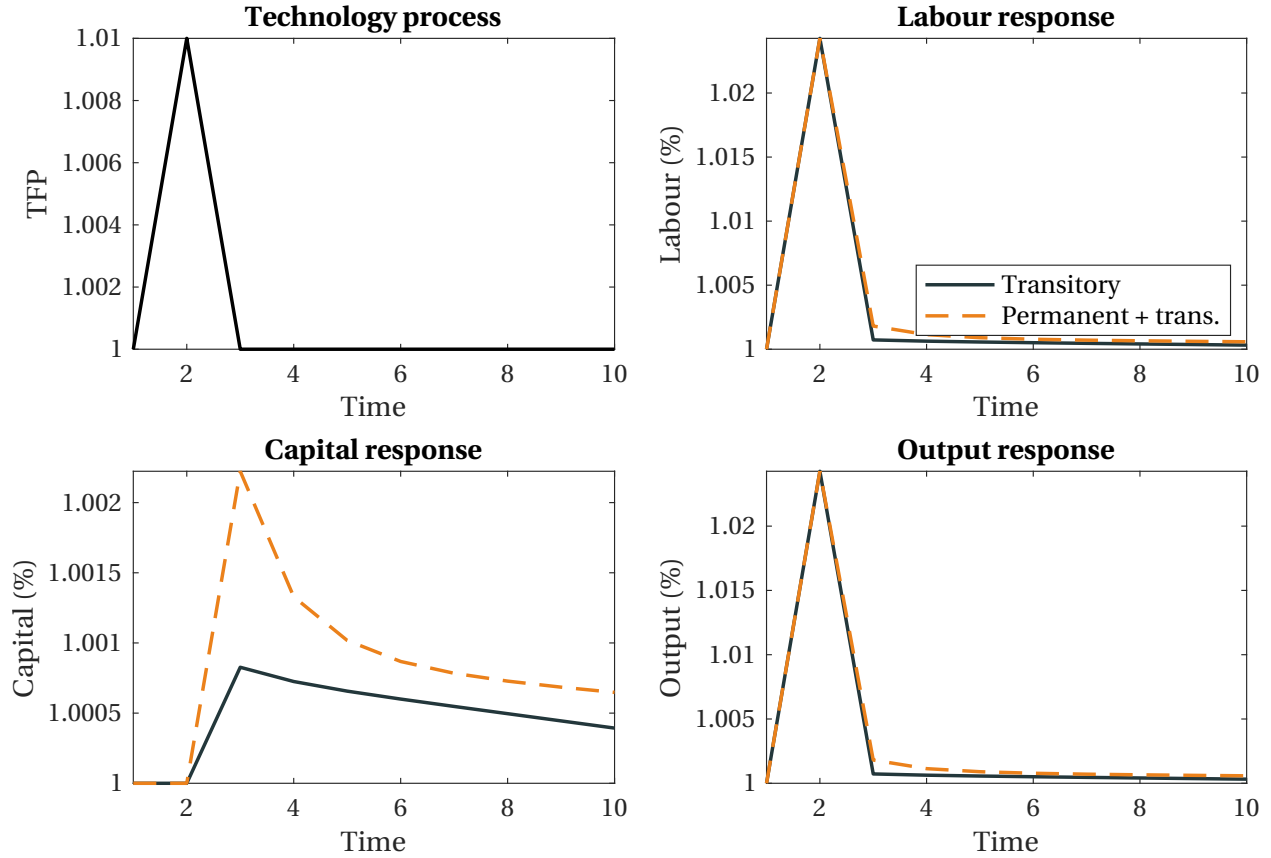 Technology process
1.01
1.008
1.006
1.004
1.002
1
TFP
2
4
6
8
10
Time
Labour response
1.02
1.015
1.01
1.005
1
Labour (%)
Transitory
Permanent + trans.
2
4
6
8
10
Time
Capital response
1.002
1.0015
1.001
1.0005
1
Capital (%)
2
4
6
8
10
Time
Output response
1.02
1.015
1.01
1.005
1
Output (%)
2
4
6
8
10
Time